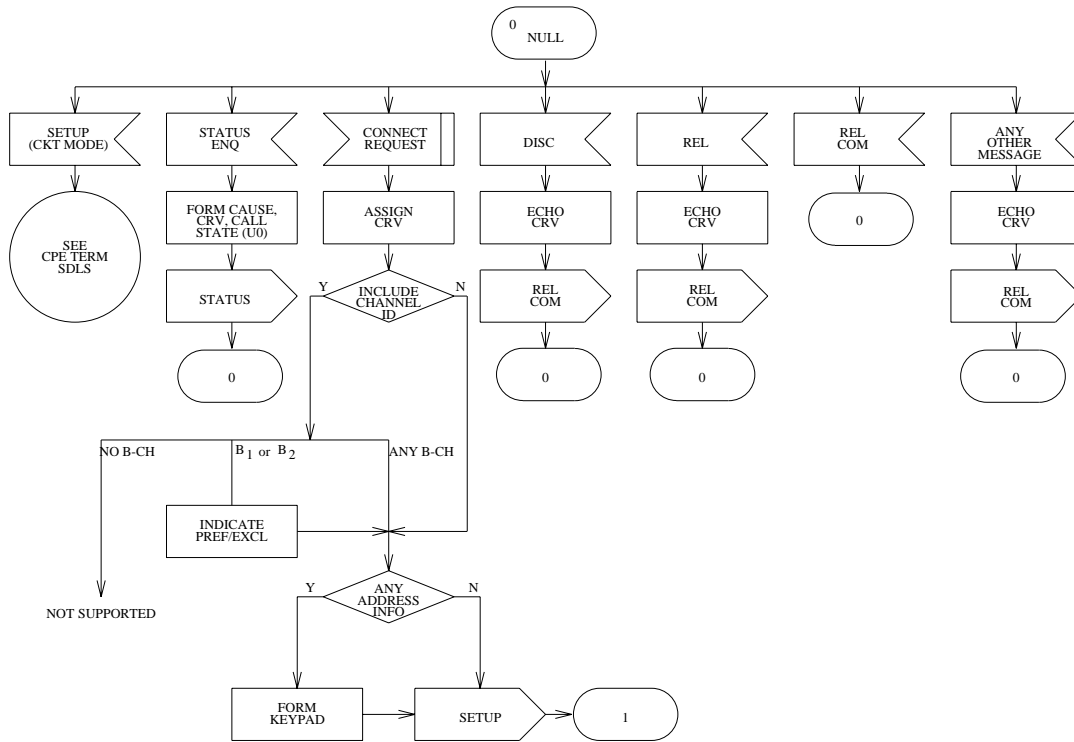 0
NULL
SETUP
(CKT MODE)
STATUS
ENQ
CONNECT
REQUEST
DISC
REL
REL
COM
ANY
OTHER
MESSAGE
SEE
CPE TERM
SDLS
FORM CAUSE,
CRV, CALL
STATE (U0)
ASSIGN
CRV
ECHO
CRV
ECHO
CRV
0
ECHO
CRV
STATUS
Y
INCLUDE
CHANNEL
ID
N
REL
COM
REL
COM
REL
COM
0
0
0
0
NO B-CH
B1 or B2
ANY B-CH
INDICATE
PREF/EXCL
NOT SUPPORTED
Y
ANY
ADDRESS
INFO
N
FORM
KEYPAD
SETUP
1